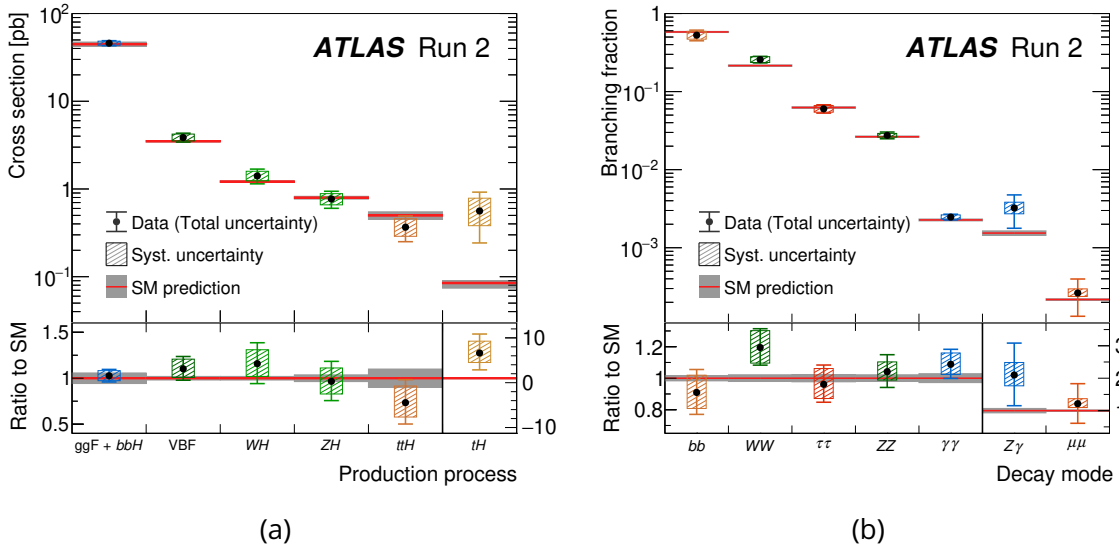 Cross section [pb]
10²
10
1
10⁻¹
ATLAS Run 2
Data (Total uncertainty)
Syst. uncertainty
SM prediction
Ratio to SM
1.5
1
0.5
10
0
−10
ggF + bbH VBF WH ZH ttH tH
Production process
(a)
Branching fraction
1
10⁻¹
10⁻²
10⁻³
ATLAS Run 2
Data (Total uncertainty)
Syst. uncertainty
SM prediction
Ratio to SM
1.2
1
0.8
bb WW ττ ZZ γγ Zγ μμ
Decay mode
(b)